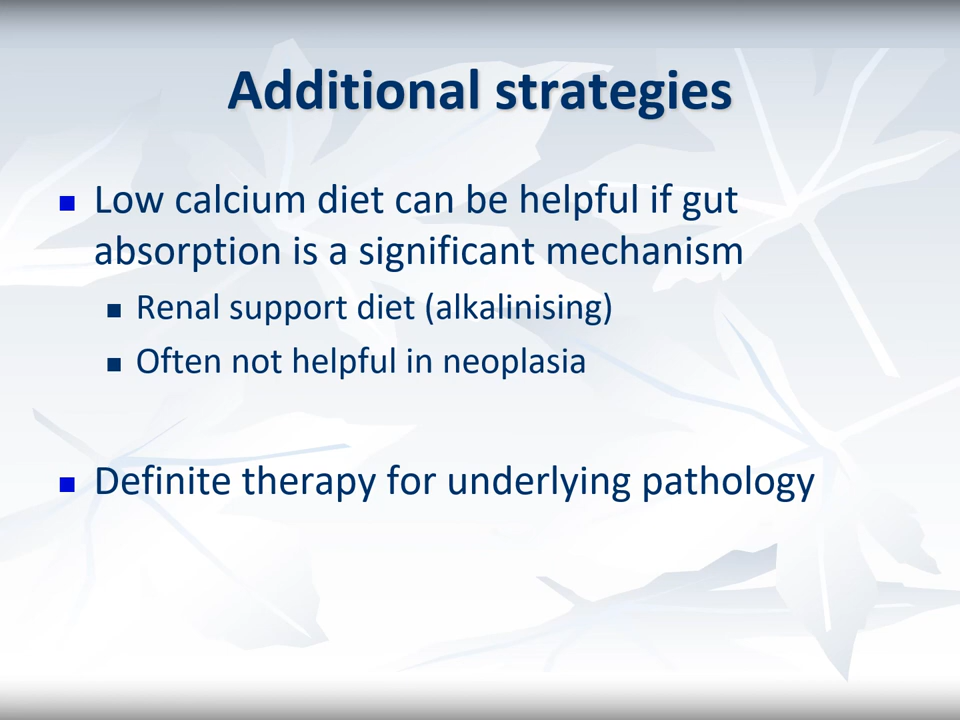 Additional strategies
Low calcium diet can be helpful if gut
absorption is a significant mechanism
Renal support diet (alkalinising)
Often not helpful in neoplasia
Definite therapy for underlying pathology